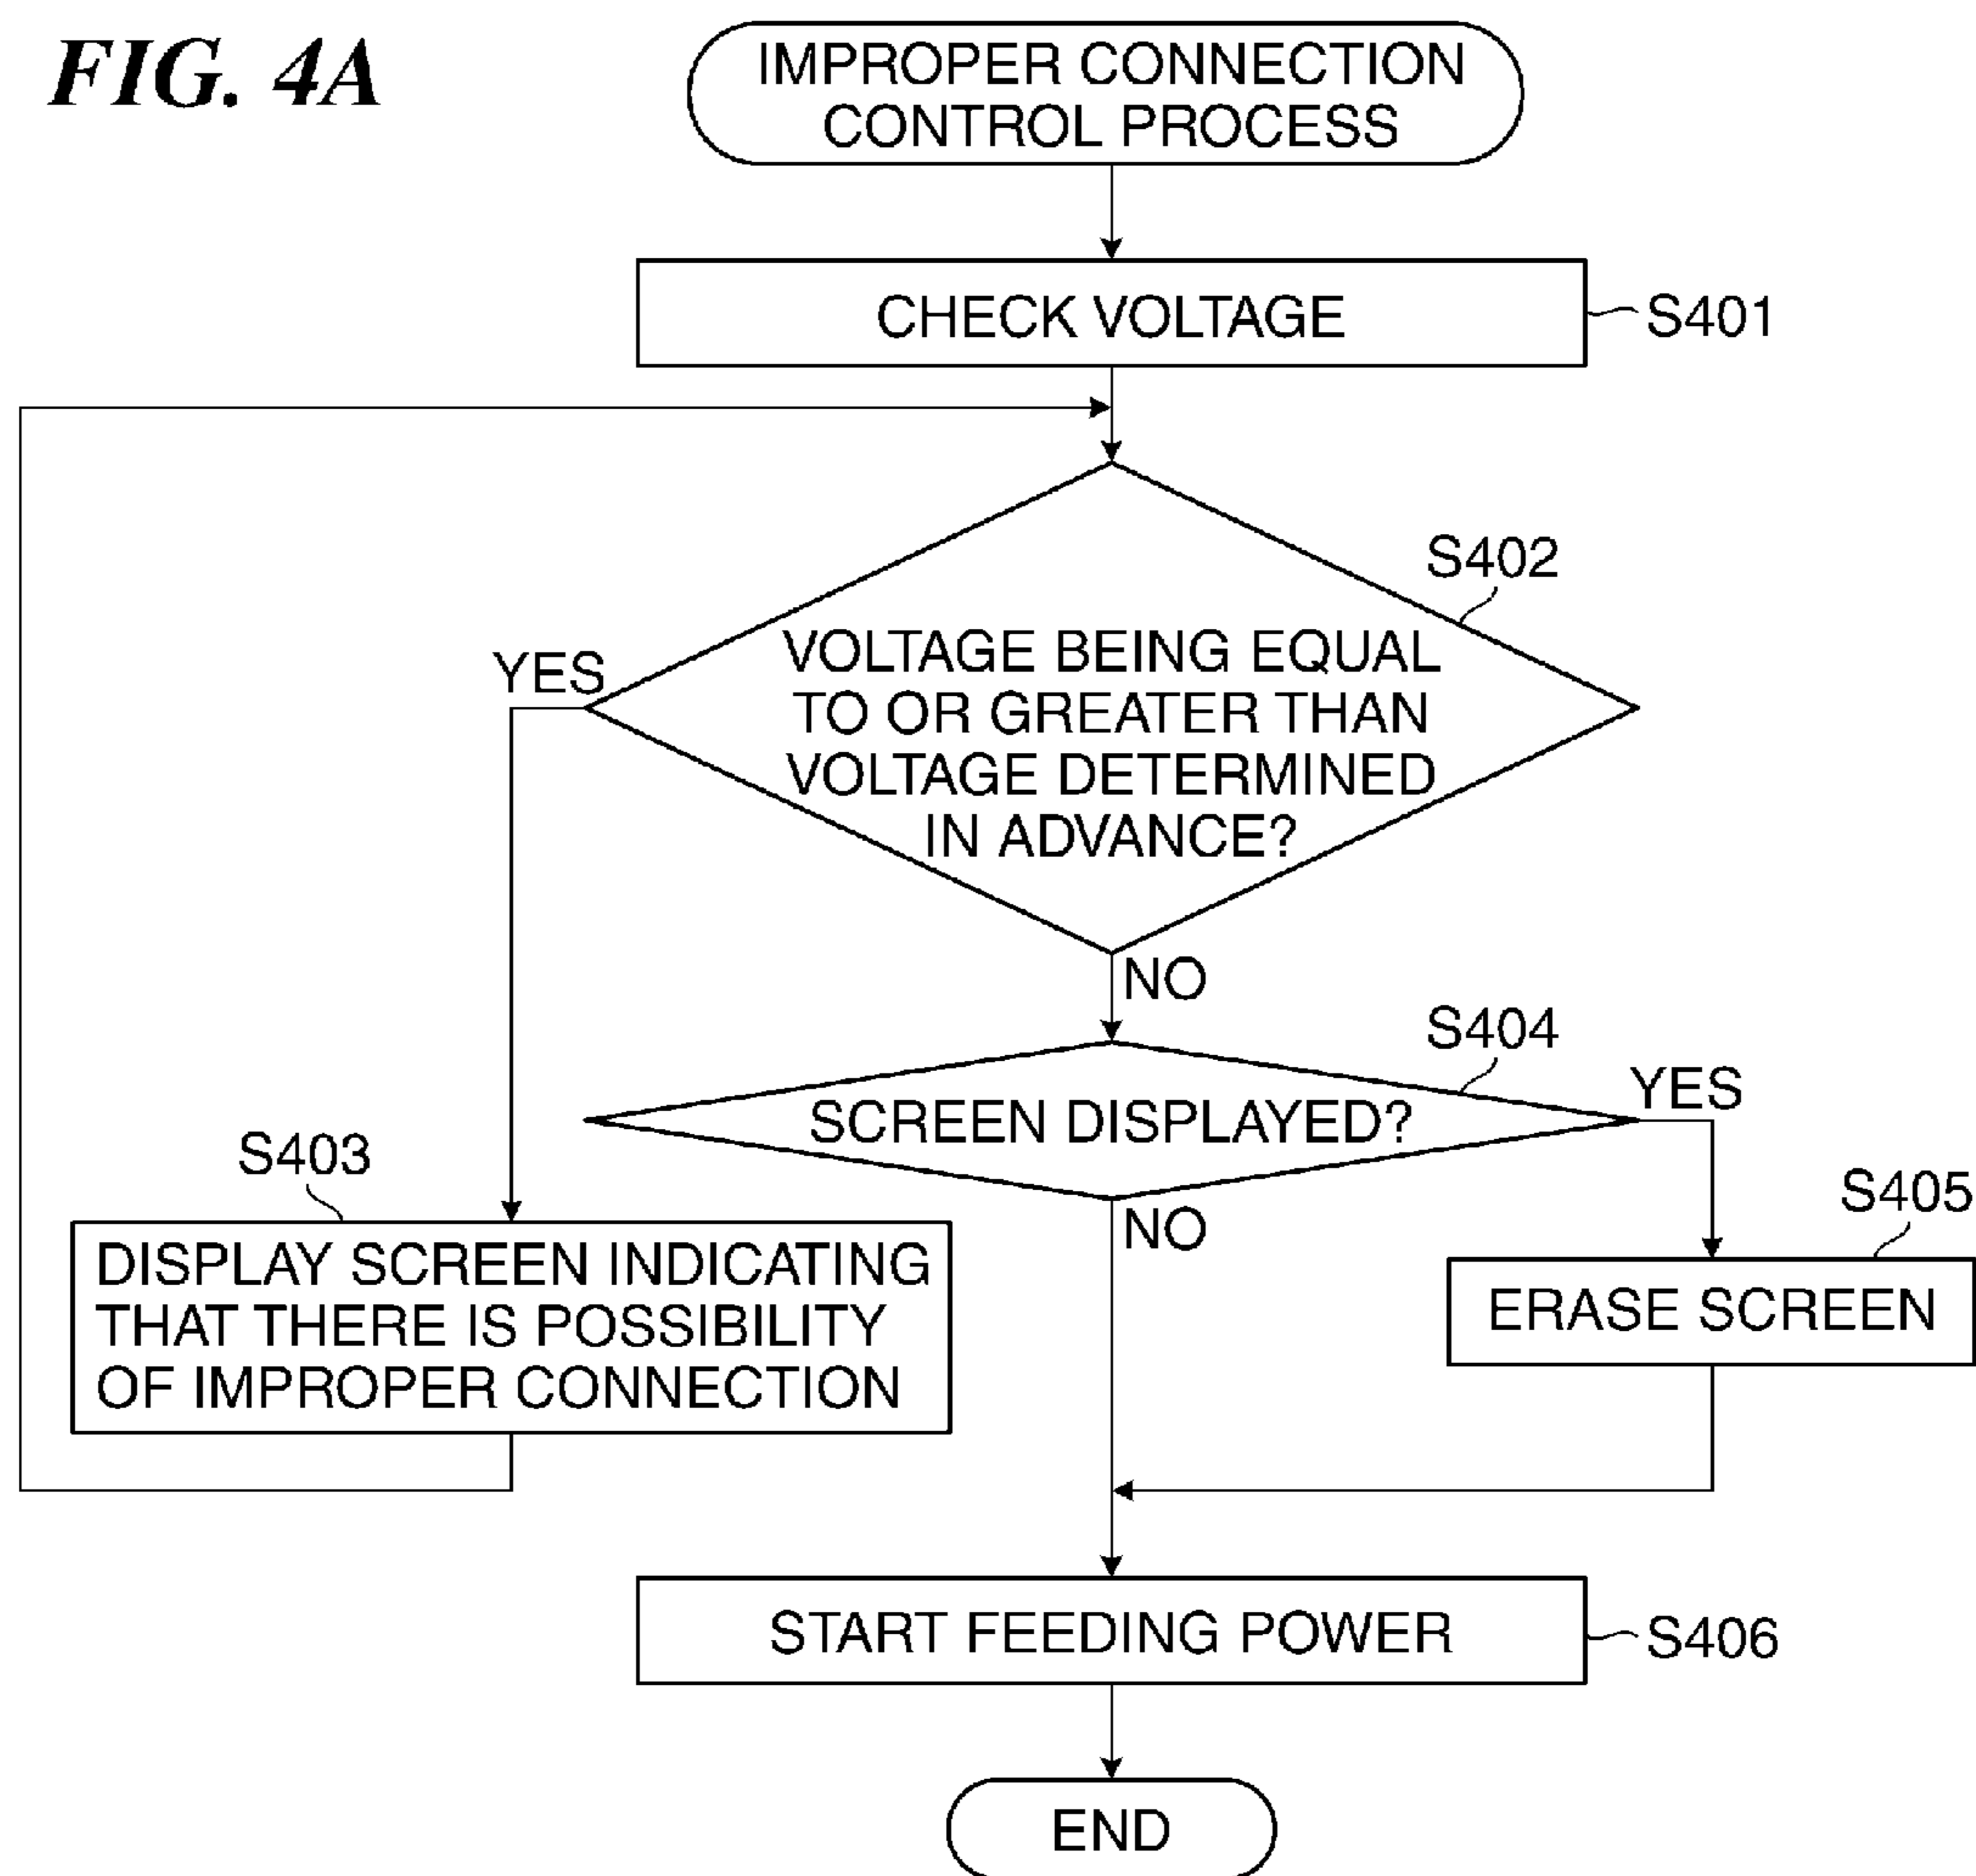 FIG. 4A
IMPROPER CONNECTION
CONTROL PROCESS
CHECK VOLTAGE
S401
S402
VOLTAGE BEING EQUAL
TO OR GREATER THAN
VOLTAGE DETERMINED
IN ADVANCE?
YES
NO
S404
SCREEN DISPLAYED?
YES
NO
S403
DISPLAY SCREEN INDICATING
THAT THERE IS POSSIBILITY
OF IMPROPER CONNECTION
S405
ERASE SCREEN
START FEEDING POWER
S406
END